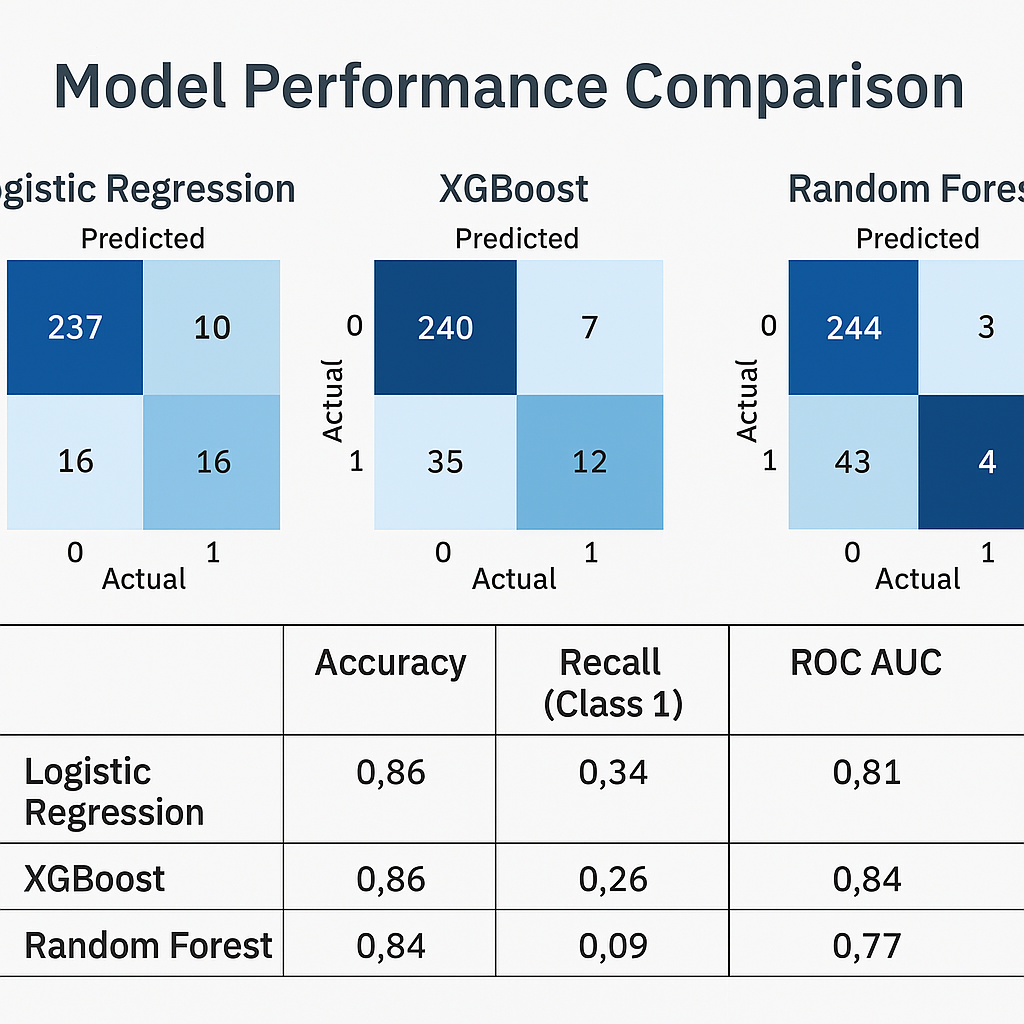 Model Performance Comparison
gistic Regression
XGBoost
Random Fores
Predicted
Predicted
Predicted
237 10
0 240 7
0 244 3
Actual
Actual
16 16
1 35 12
1 43 4
0 1
0 1
0 1
Actual
Actual
Actual
Accuracy
Recall
(Class 1)
ROC AUC
Logistic
Regression
0,86
0,34
0,81
XGBoost
0,86
0,26
0,84
Random Forest
0,84
0,09
0,77